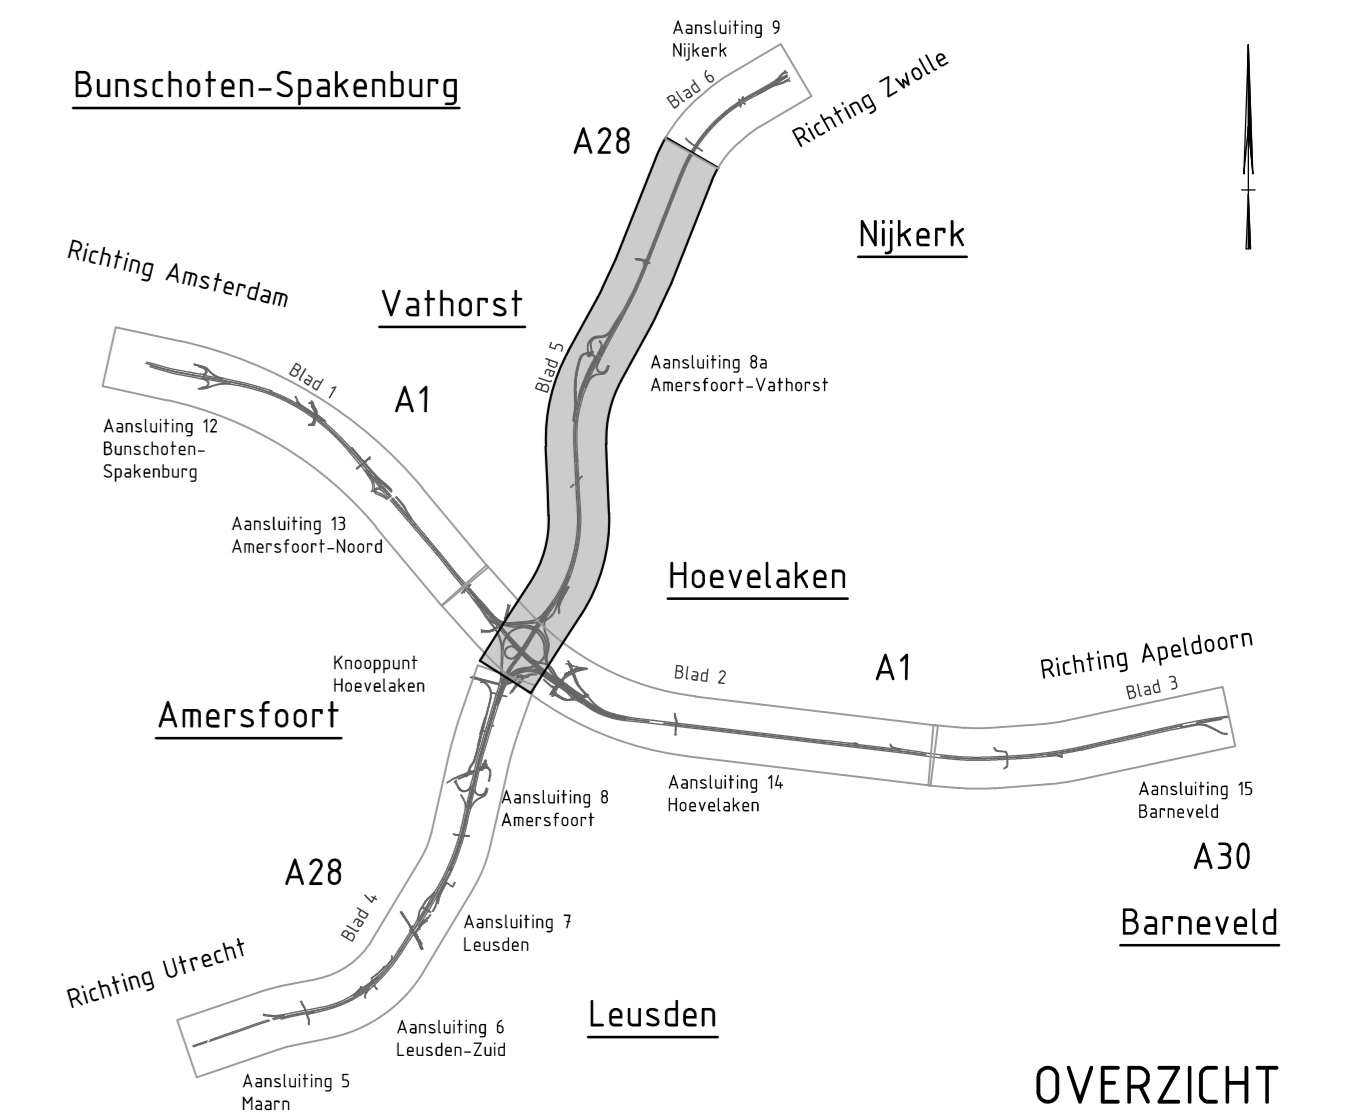 Aansluiting 9
Nijkerk
Bunschoten-Spakenburg
Blad 6
Richting Zwolle
A28
Nijkerk
Richting Amsterdam
Vathorst
Blad 5
Aansluiting 8a
Amersfoort-Vathorst
Blad 1
A1
Aansluiting 12
Bunschoten-
Spakenburg
Aansluiting 13
Amersfoort-Noord
Hoevelaken
Knooppunt
Hoevelaken
Blad 2
A1
Richting Apeldoorn
Blad 3
Amersfoort
Aansluiting 14
Hoevelaken
Aansluiting 15
Barneveld
Aansluiting 8
Amersfoort
A30
A28
Blad 4
Aansluiting 7
Leusden
Barneveld
Richting Utrecht
Leusden
Aansluiting 6
Leusden-Zuid
Aansluiting 5
Maarn
OVERZICHT